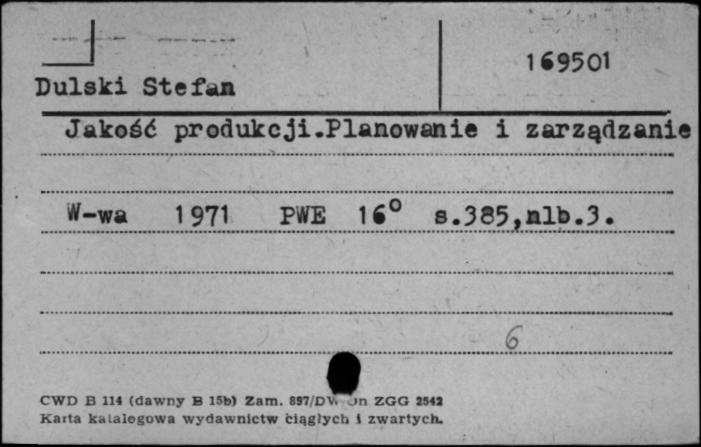 169501
Dulski Stefan
Jakość produkcji.Planowanie i zarządzanie
W-wa 1971 PWE 16° s.385,nlb.3.
6
CWD B 114 (dawny B 15b) Zam. 897/DW ZGG 2542
Karta katalogowa wydawnictw ciągłych i zwartych.